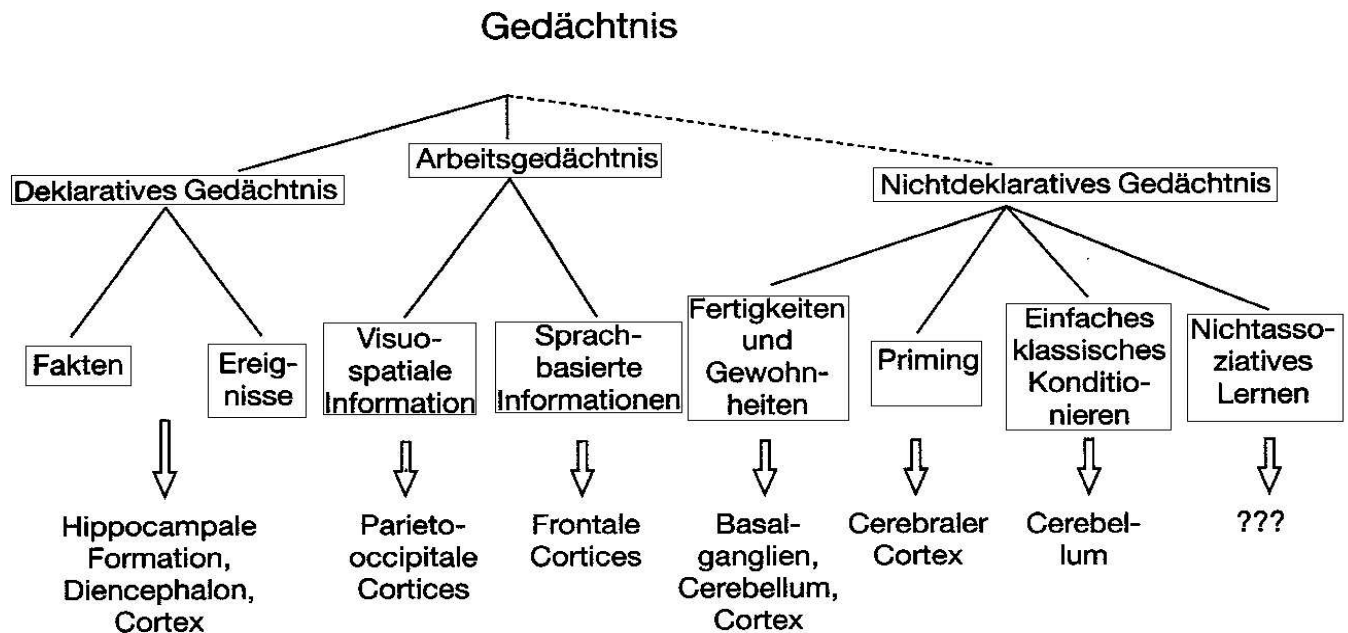 Gedächtnis
Deklaratives Gedächtnis
Arbeitsgedächtnis
Nichtdeklaratives Gedächtnis
Fakten
Ereig-
nisse
Visuo-
spatiale
Information
Sprach-
basierte
Informationen
Fertigkeiten
und
Gewohn-
heiten
Priming
Einfaches
klassisches
Konditio-
nieren
Nichtasso-
ziatives
Lernen
Hippocampale
Formation,
Diencephalon,
Cortex
Parieto-
occipitale
Cortices
Frontale
Cortices
Basal-
ganglien,
Cerebellum,
Cortex
Cerebraler
Cortex
Cerebel-
lum
???